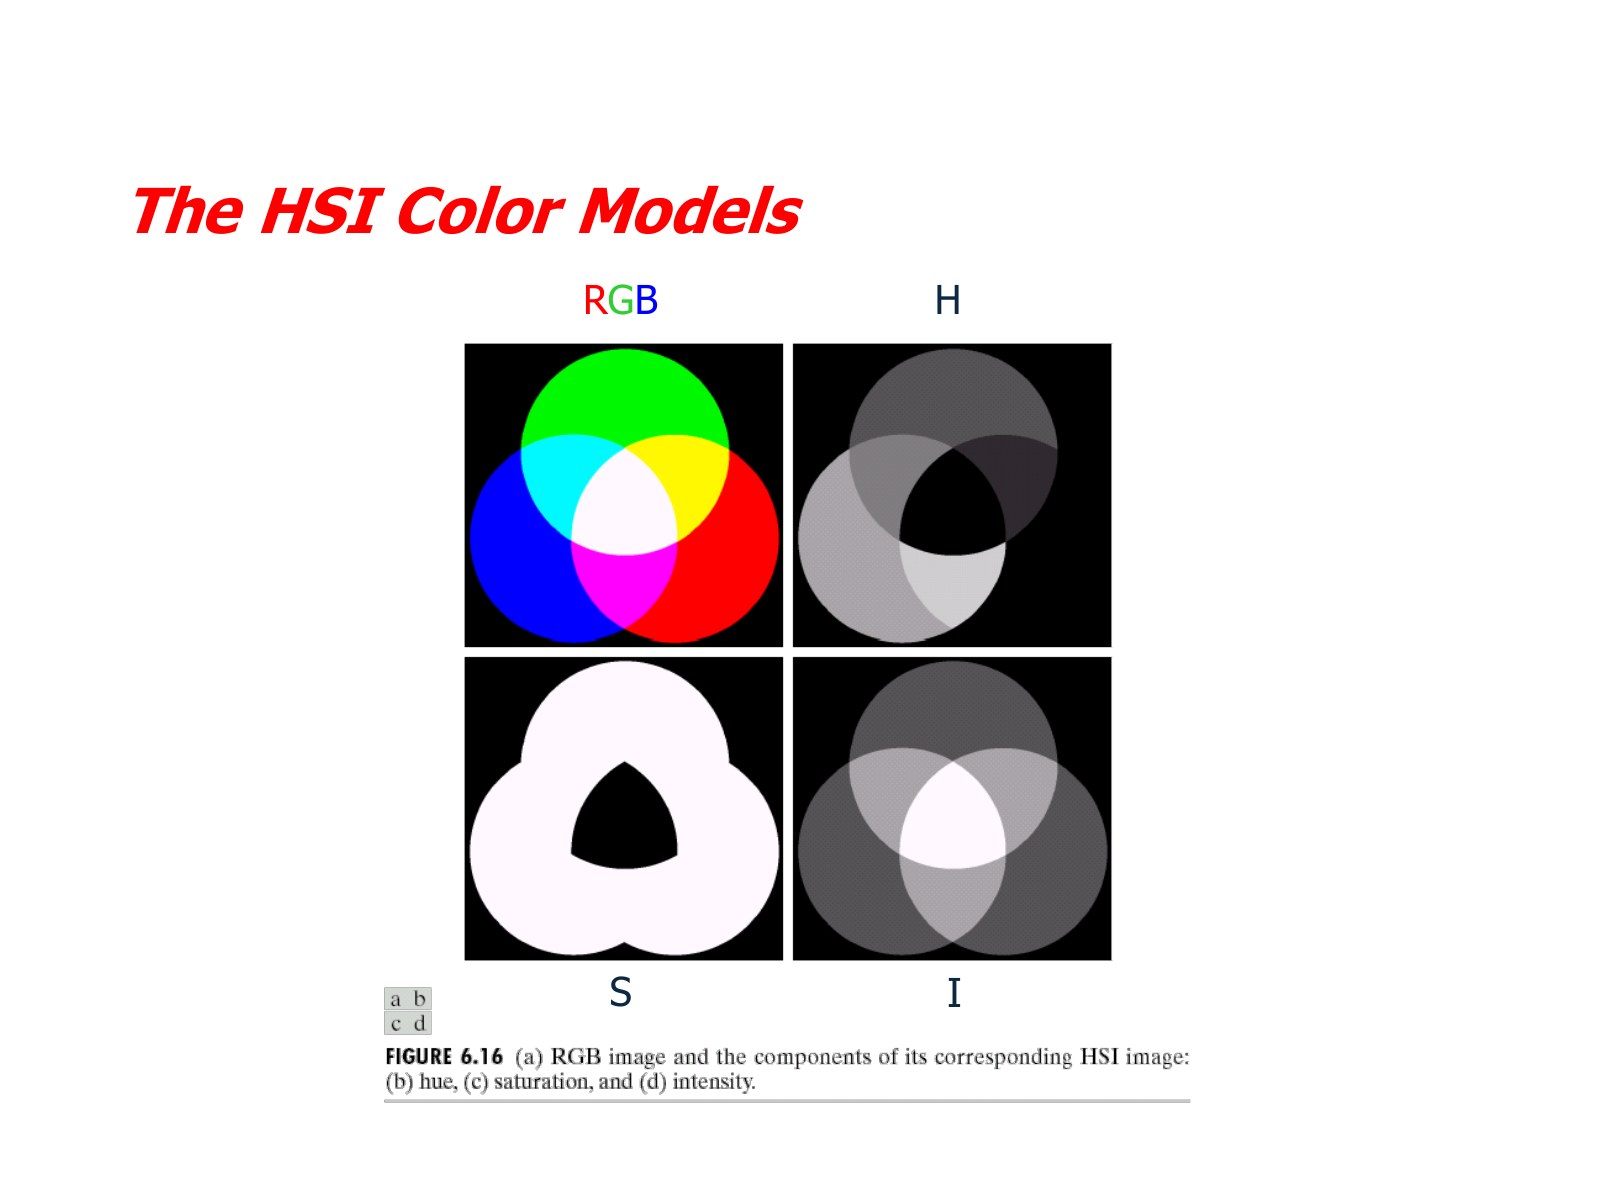 The HSI Color Models
RGB H
S I
a b
c d
FIGURE 6.16 (a) RGB image and the components of its corresponding HSI image:
(b) hue, (c) saturation, and (d) intensity.